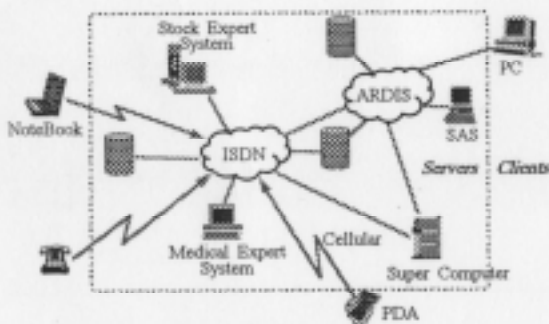 Stock Expert
System
PC
ARDIS
NoteBook
SAS
ISDN
Servers
Clients
Cellular
Medical Expert
System
Super Computer
PDA